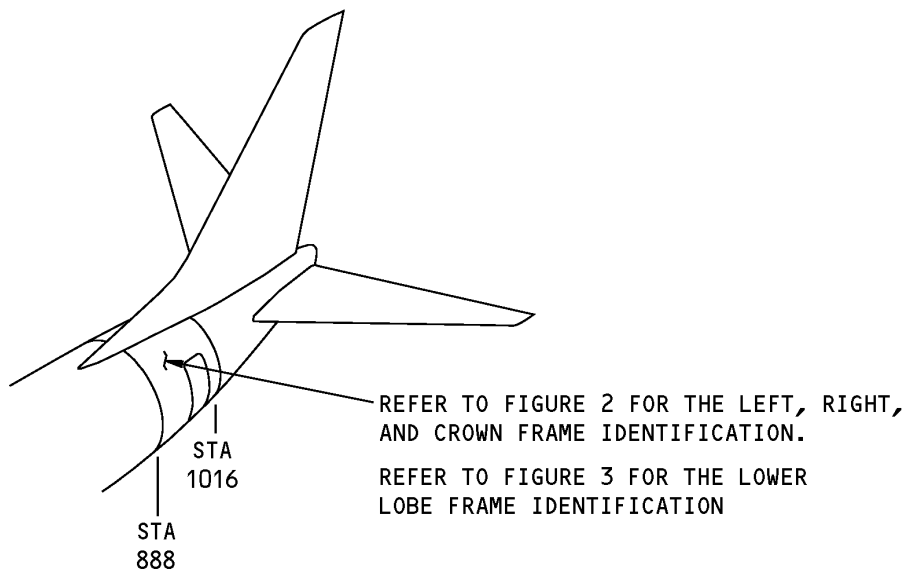 REFER TO FIGURE 2 FOR THE LEFT, RIGHT,
AND CROWN FRAME IDENTIFICATION.
REFER TO FIGURE 3 FOR THE LOWER
LOBE FRAME IDENTIFICATION
STA
1016
STA
888